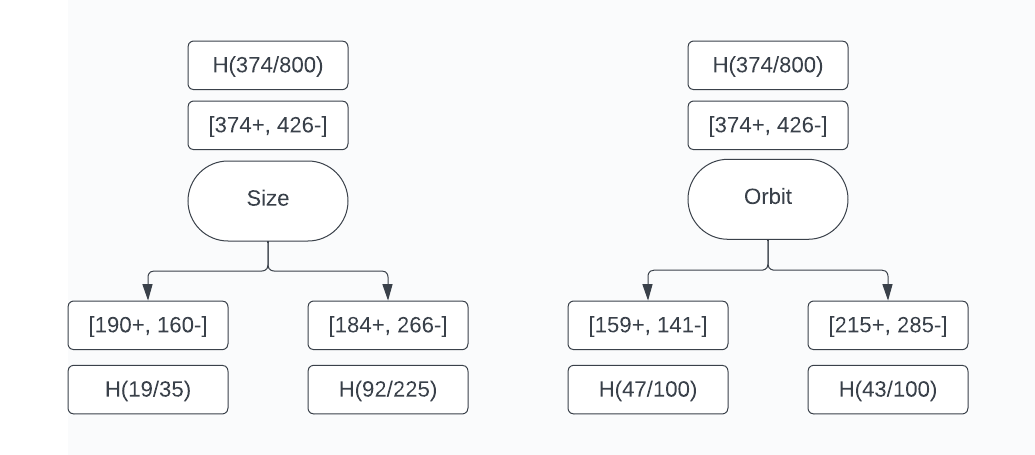 H(374/800)
[374+, 426-]
Size
[190+, 160-]
[184+, 266-]
H(19/35)
H(92/225)
H(374/800)
[374+, 426-]
Orbit
[159+, 141-]
[215+, 285-]
H(47/100)
H(43/100)